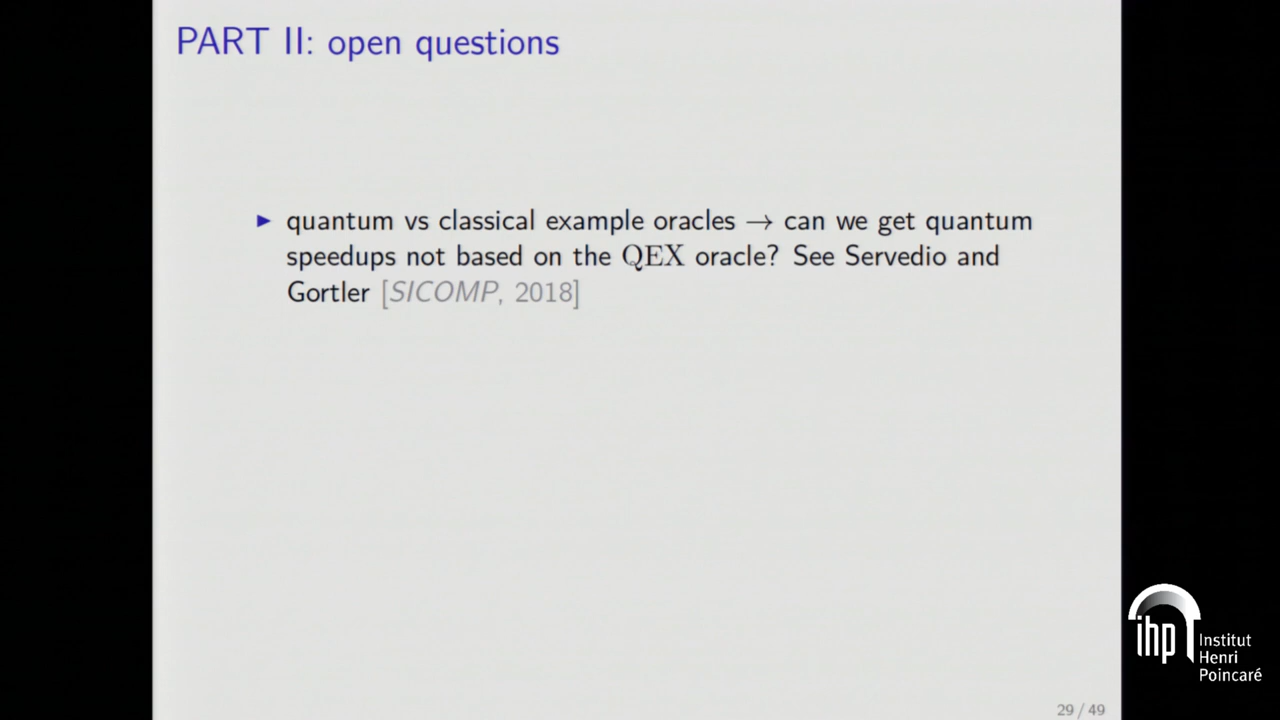 PART II: open questions
▶ quantum vs classical example oracles → can we get quantum
speedups not based on the QEX oracle? See Servedio and
Gortler [SICOMP, 2018]
29 / 49
ihp
Institut
Henri
Poincaré